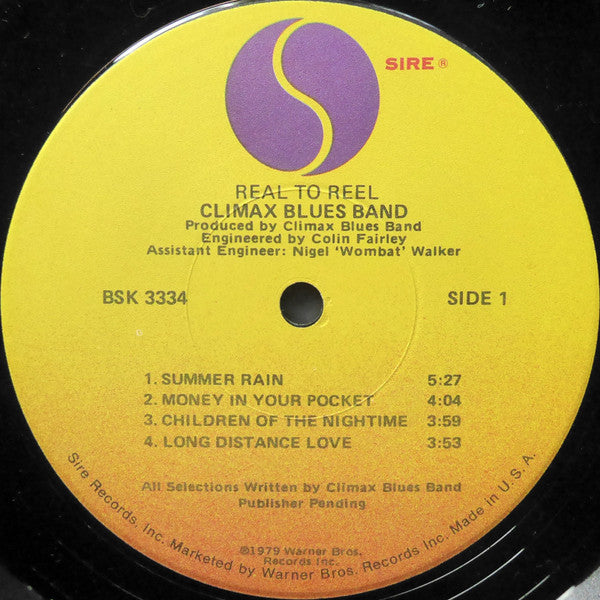 SIRE ®
REAL TO REEL
CLIMAX BLUES BAND
Produced by Climax Blues Band
Engineered by Colin Fairley
Assistant Engineer: Nigel 'Wombat' Walker
BSK 3334 SIDE 1
1. SUMMER RAIN 5:27
2. MONEY IN YOUR POCKET 4:04
3. CHILDREN OF THE NIGHTIME 3:59
4. LONG DISTANCE LOVE 3:53
All Selections Written by Climax Blues Band
Publisher Pending
©1979 Warner Bros.
Records Inc.
Sire Records, Inc. Marketed by Warner Bros. Records Inc. Made in U.S.A.